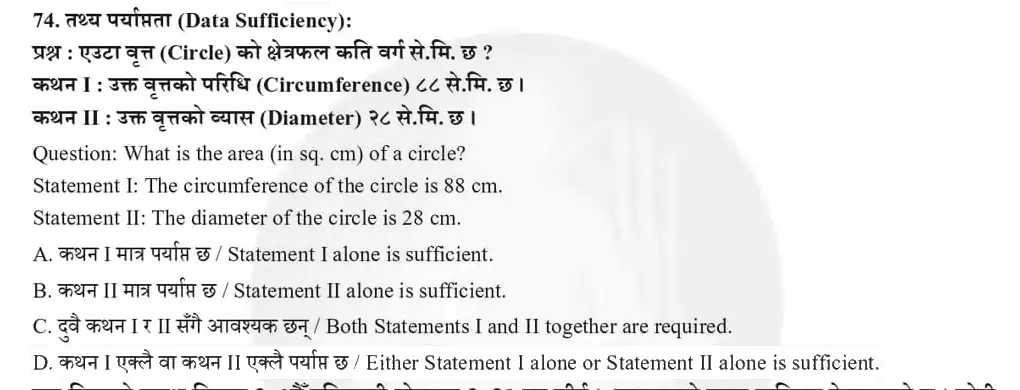 74. तथ्य पर्याप्तता (Data Sufficiency):
प्रश्न : एउटा वृत्त (Circle) को क्षेत्रफल कति वर्ग से.मि. छ ?
कथन I : उक्त वृत्तको परिधि (Circumference) ८८ से.मि. छ ।
कथन II : उक्त वृत्तको व्यास (Diameter) २८ से.मि. छ ।
Question: What is the area (in sq. cm) of a circle?
Statement I: The circumference of the circle is 88 cm.
Statement II: The diameter of the circle is 28 cm.
A. कथन I मात्र पर्याप्त छ / Statement I alone is sufficient.
B. कथन II मात्र पर्याप्त छ / Statement II alone is sufficient.
C. दुवै कथन I र II सँगै आवश्यक छन् / Both Statements I and II together are required.
D. कथन I एक्लै वा कथन II एक्लै पर्याप्त छ / Either Statement I alone or Statement II alone is sufficient.